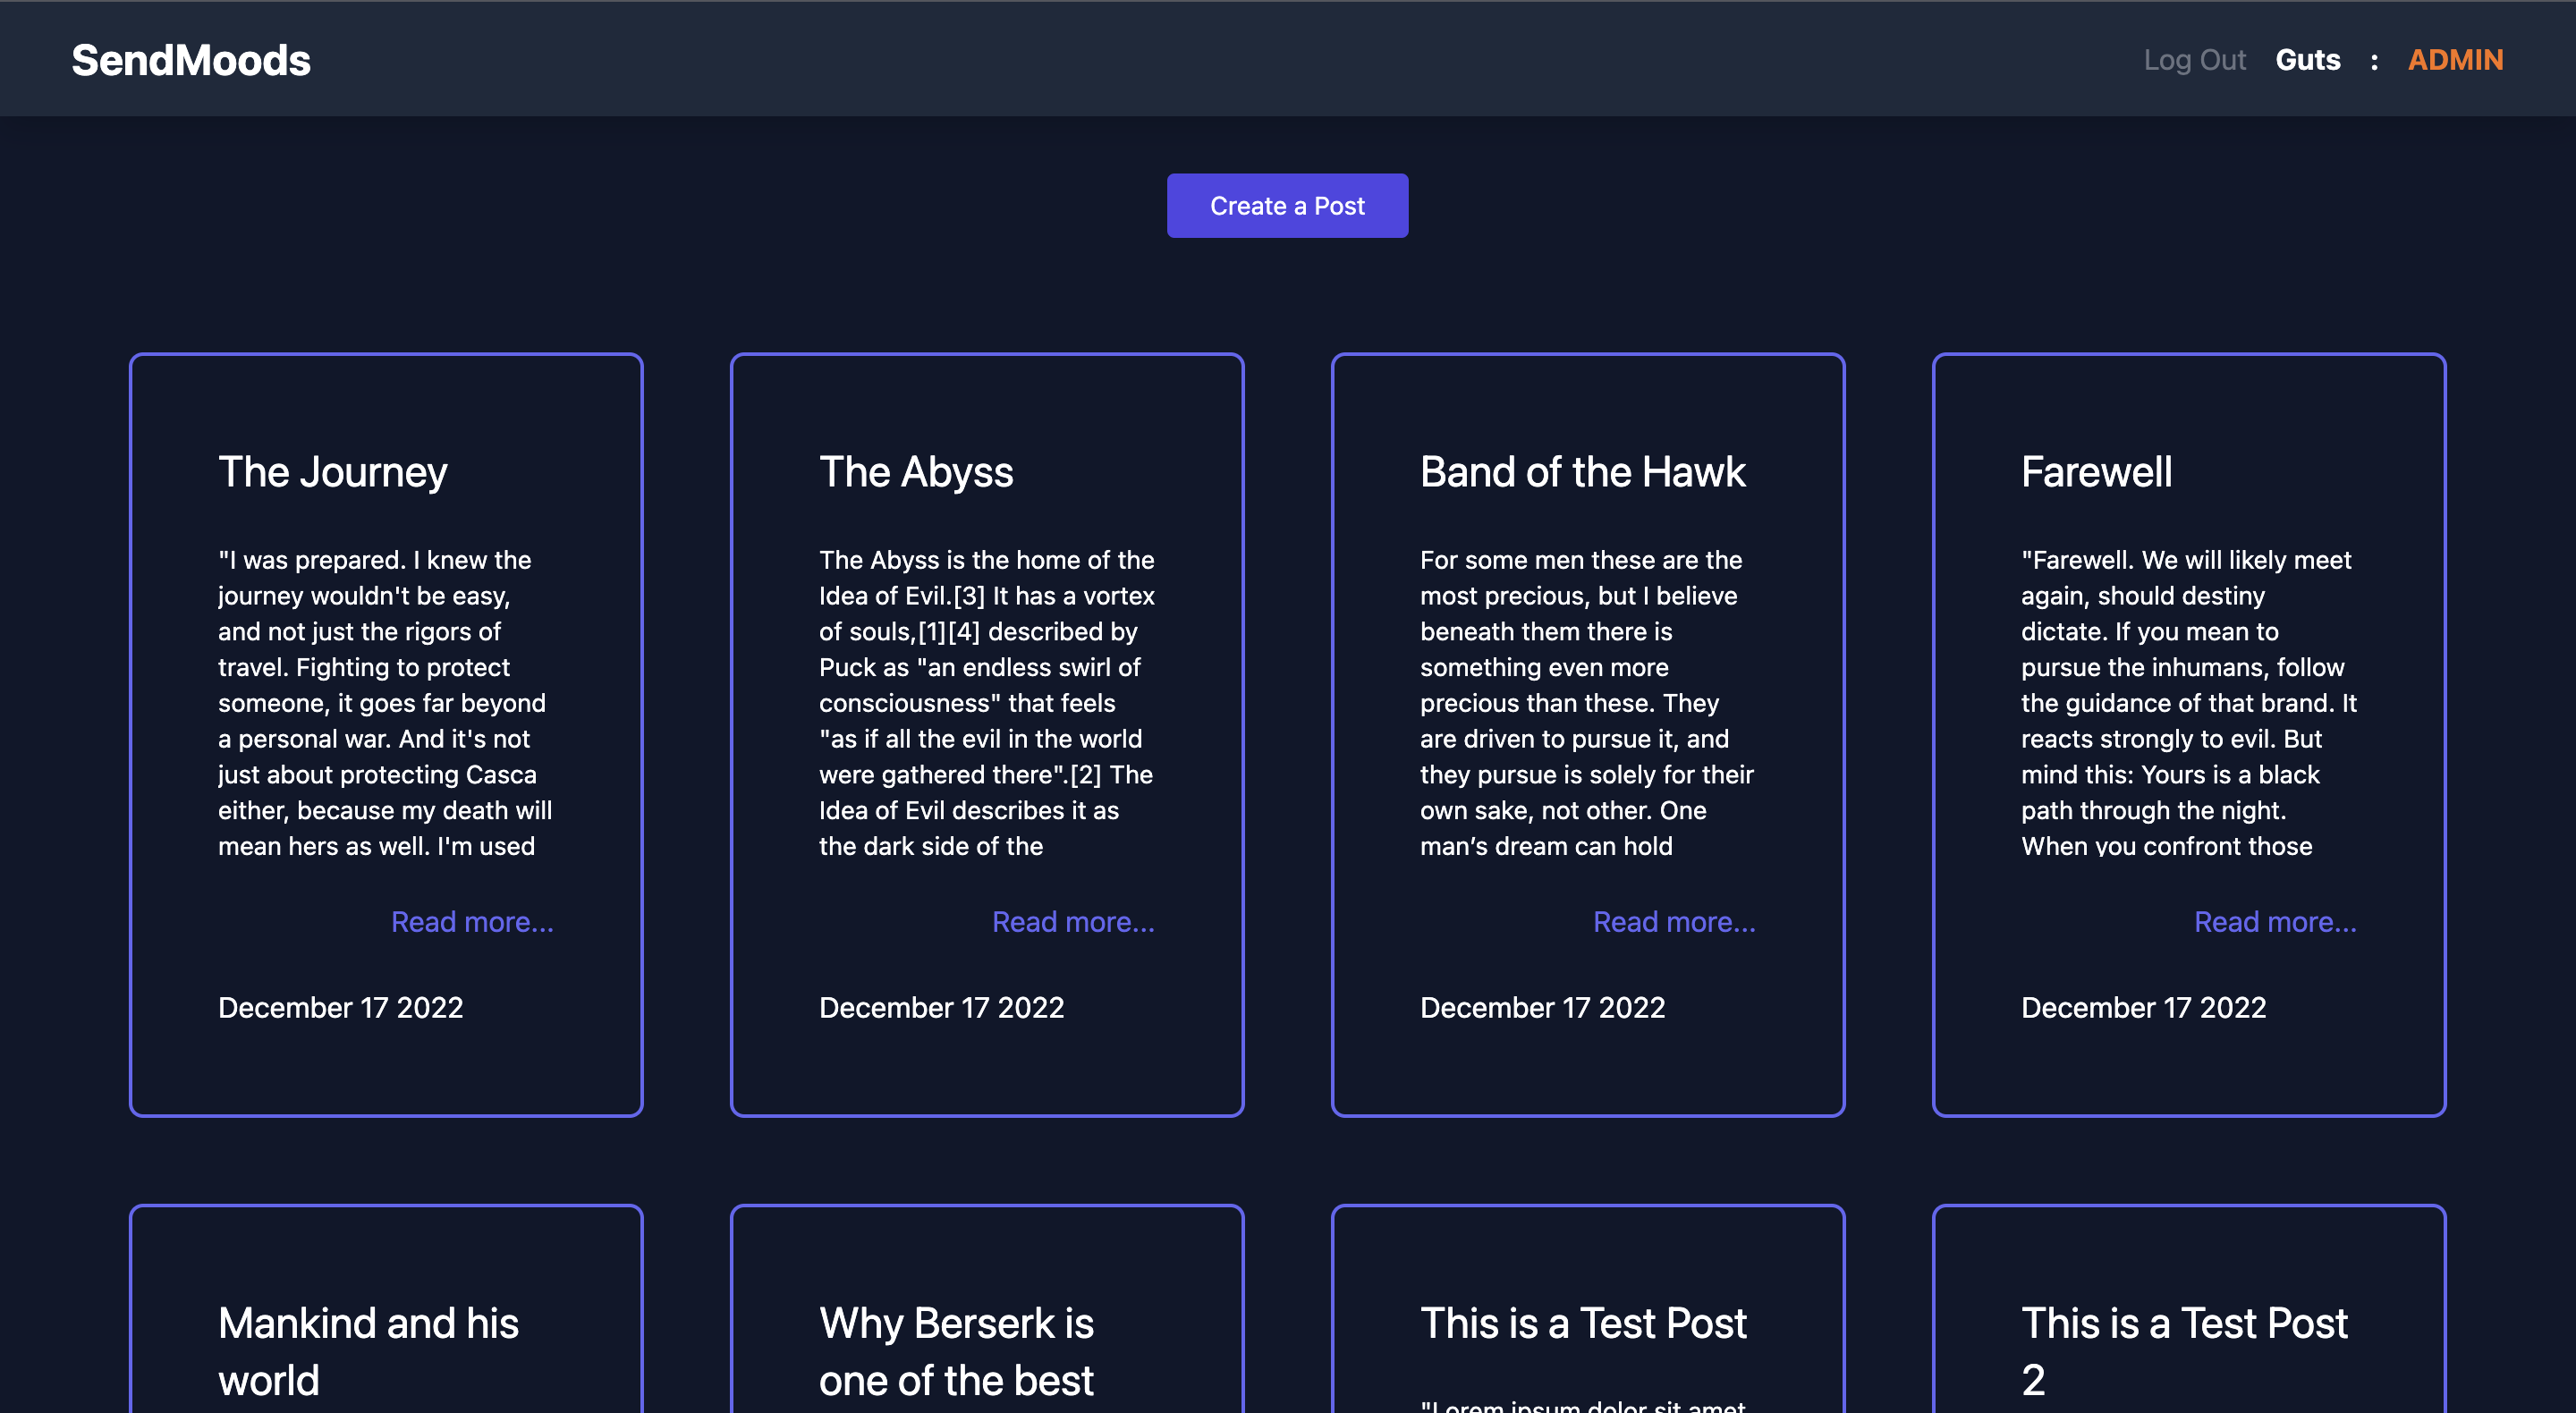 SendMoods
Log Out Guts : ADMIN
Create a Post
The Journey
"I was prepared. I knew the
journey wouldn't be easy,
and not just the rigors of
travel. Fighting to protect
someone, it goes far beyond
a personal war. And it's not
just about protecting Casca
either, because my death will
mean hers as well. I'm used
Read more...
December 17 2022
The Abyss
The Abyss is the home of the
Idea of Evil.[3] It has a vortex
of souls,[1][4] described by
Puck as "an endless swirl of
consciousness" that feels
"as if all the evil in the world
were gathered there".[2] The
Idea of Evil describes it as
the dark side of the
Read more...
December 17 2022
Band of the Hawk
For some men these are the
most precious, but I believe
beneath them there is
something even more
precious than these. They
are driven to pursue it, and
they pursue is solely for their
own sake, not other. One
man’s dream can hold
Read more...
December 17 2022
Farewell
"Farewell. We will likely meet
again, should destiny
dictate. If you mean to
pursue the inhumans, follow
the guidance of that brand. It
reacts strongly to evil. But
mind this: Yours is a black
path through the night.
When you confront those
Read more...
December 17 2022
Mankind and his
world
Why Berserk is
one of the best
This is a Test Post
"Lorem ipsum dolor sit amet
This is a Test Post
2